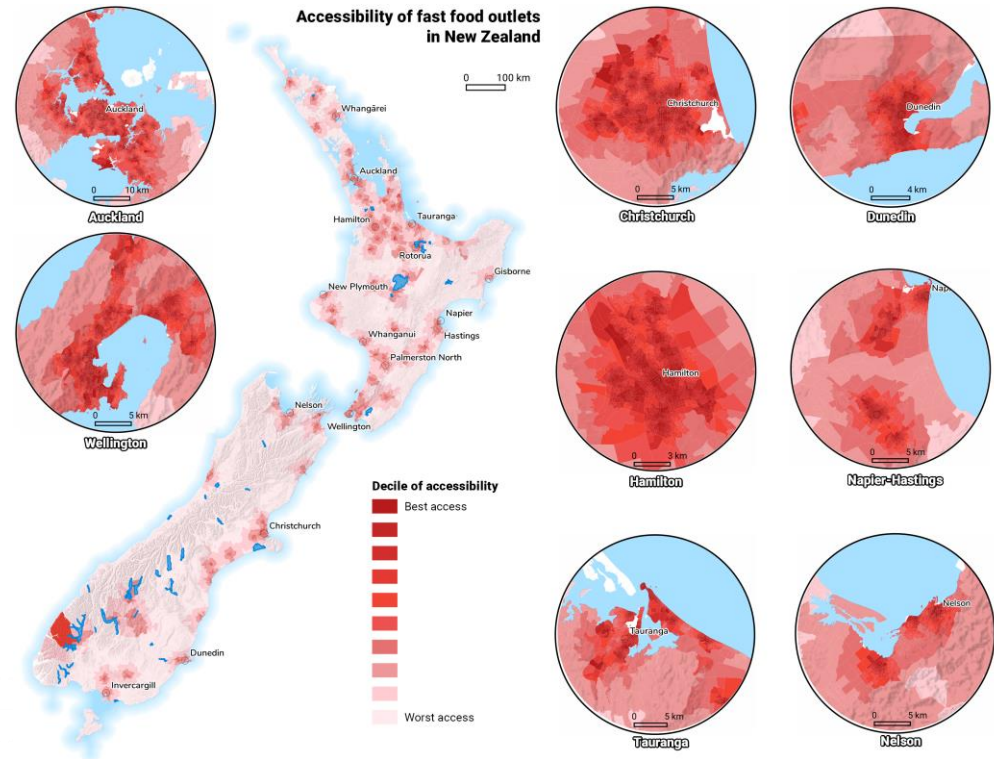 Accessibility of fast food outlets
in New Zealand
0 100 km
Whangārei
Auckland
Hamilton
Tauranga
Rotorua
Gisborne
New Plymouth
Napier
Hastings
Whanganui
Palmerston North
Nelson
Wellington
Christchurch
Dunedin
Invercargill
Decile of accessibility
Best access
Worst access
Auckland
0 10 km
Auckland
0 5 km
Wellington
Christchurch
0 5 km
Christchurch
Dunedin
0 4 km
Dunedin
Hamilton
0 3 km
Hamilton
Nap
0 5 km
Napier-Hastings
Tauranga
0 5 km
Tauranga
Nelson
0 5 km
Nelson